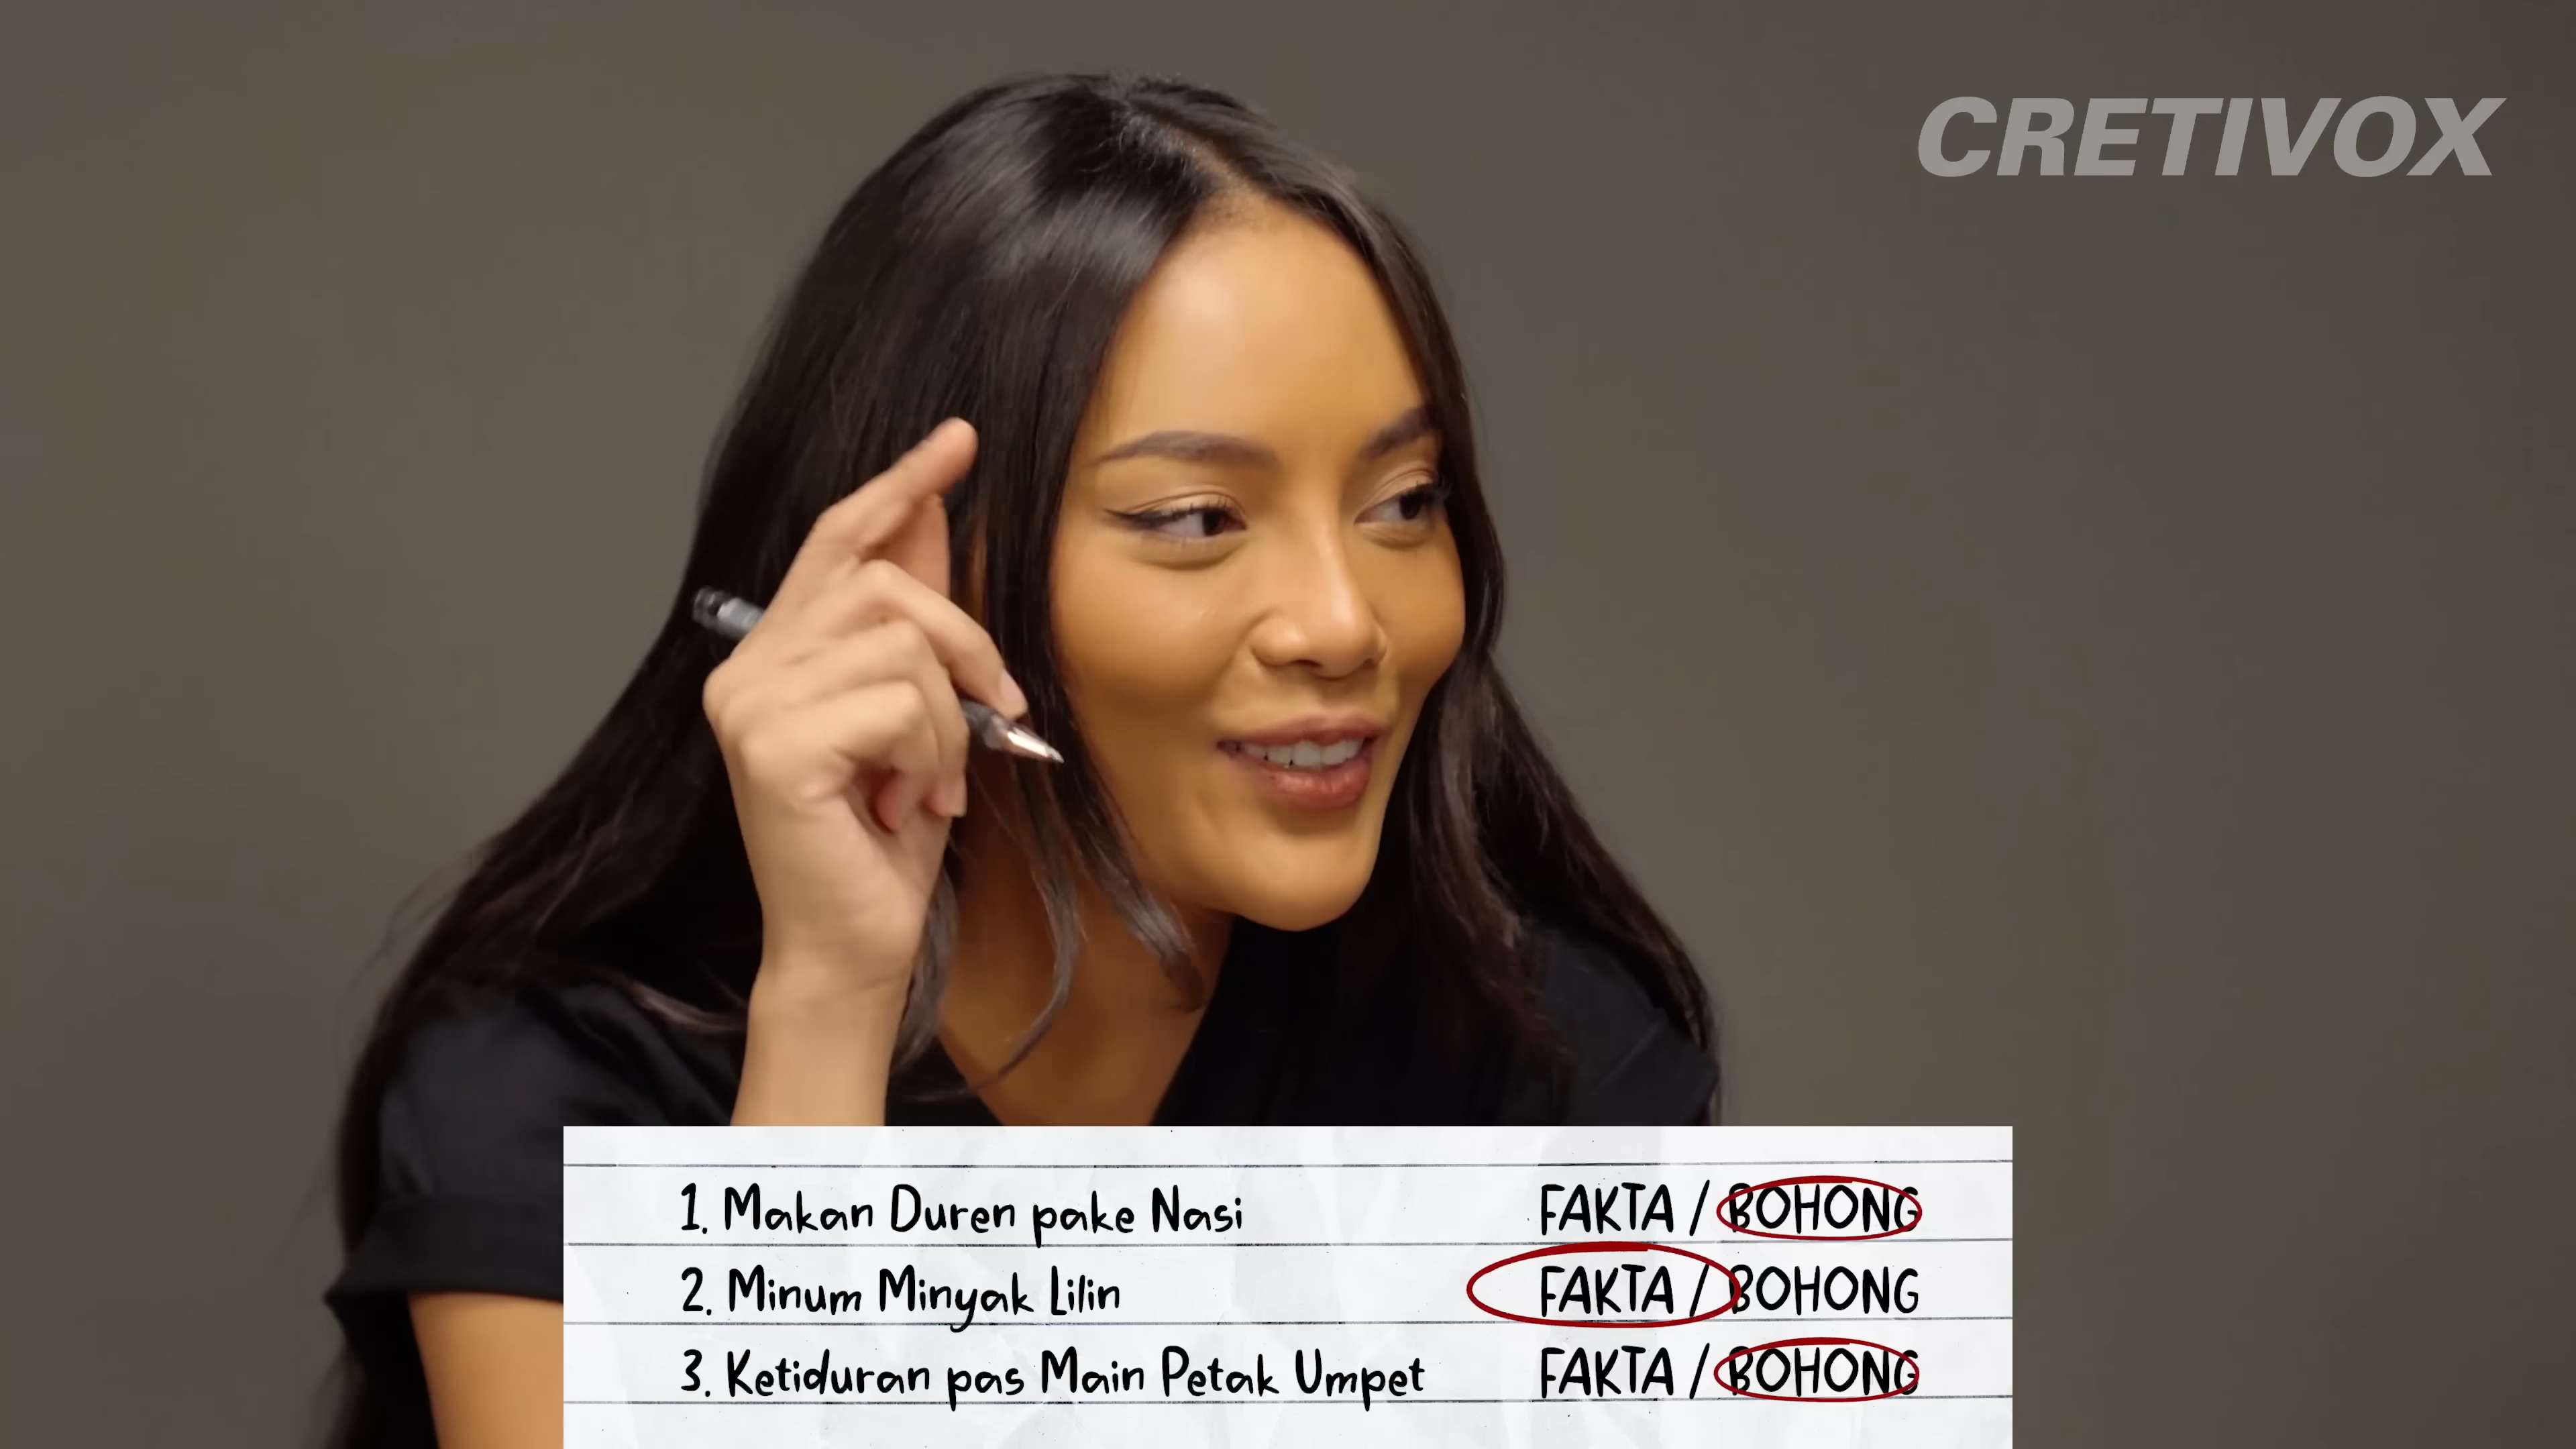 CRETIVOX
1. Makan Duren pake Nasi FAKTA / BOHONG
2. Minum Minyak Lilin FAKTA / BOHONG
3. Ketiduran pas Main Petak Umpet FAKTA / BOHONG